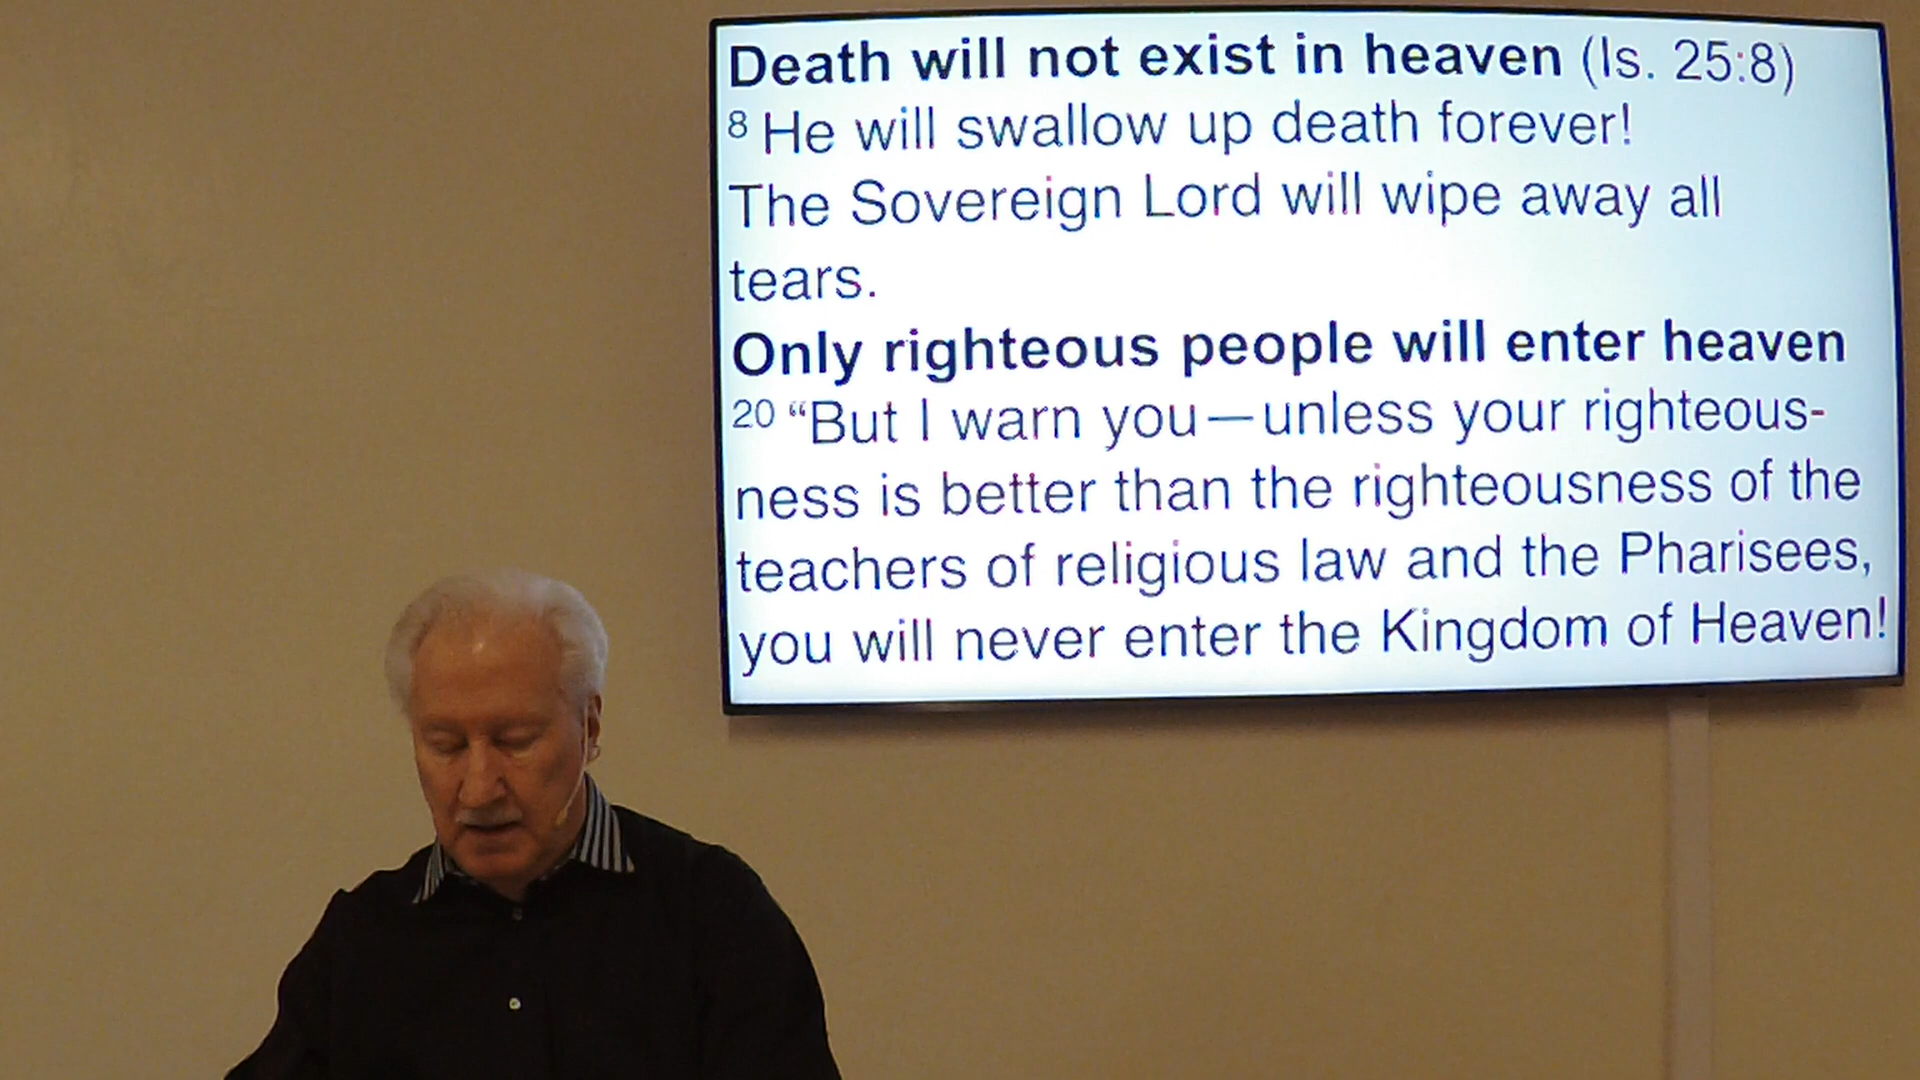 Death will not exist in heaven (Is. 25:8)
8 He will swallow up death forever!
The Sovereign Lord will wipe away all
tears.
Only righteous people will enter heaven
20 “But I warn you—unless your righteous-
ness is better than the righteousness of the
teachers of religious law and the Pharisees,
you will never enter the Kingdom of Heaven!